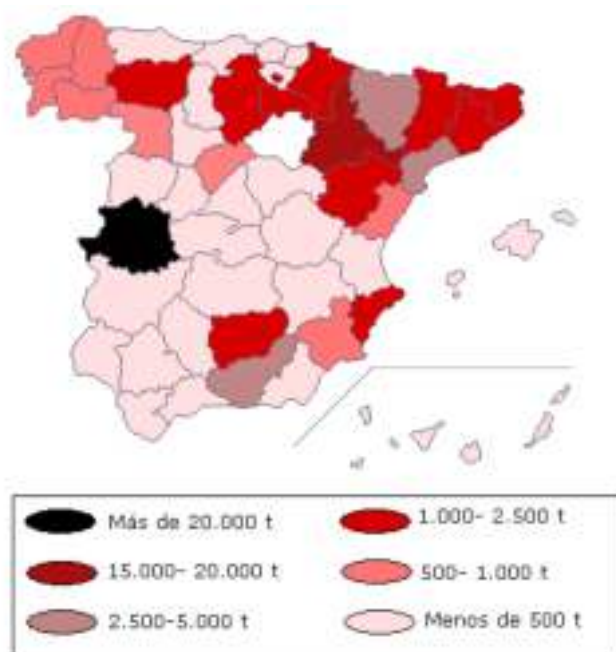 Más de 20.000 t
1.000- 2.500 t
15.000- 20.000 t
500- 1.000 t
2.500-5.000 t
Menos de 500 t